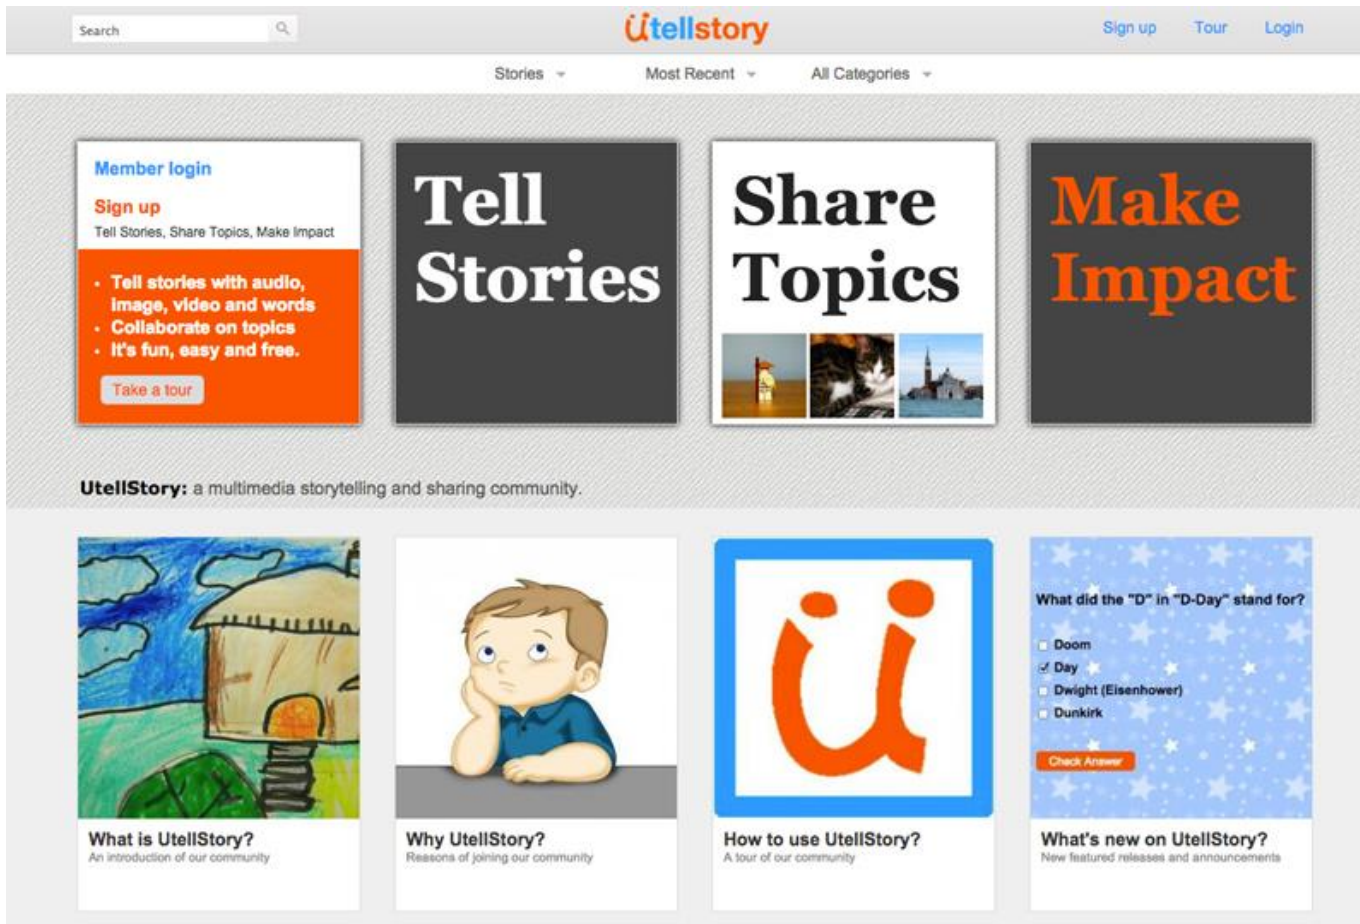 Search
Ütellstory
Sign up Tour Login
Stories Most Recent All Categories
Member login
Sign up
Tell Stories, Share Topics, Make Impact
• Tell stories with audio,
image, video and words
• Collaborate on topics
• It's fun, easy and free.
Take a tour
Tell
Stories
Share
Topics
Make
Impact
UtellStory: a multimedia storytelling and sharing community.
What is UtellStory?
An introduction of our community
Why UtellStory?
Reasons of joining our community
ü
How to use UtellStory?
A tour of our community
What did the "D" in "D-Day" stand for?
Doom
Day
Dwight (Eisenhower)
Dunkirk
Check Answer
What's new on UtellStory?
New featured releases and announcements